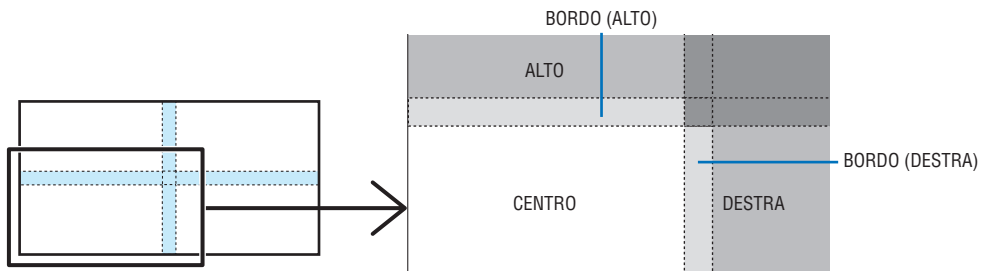 BORDO (ALTO)
ALTO
BORDO (DESTRA)
CENTRO
DESTRA